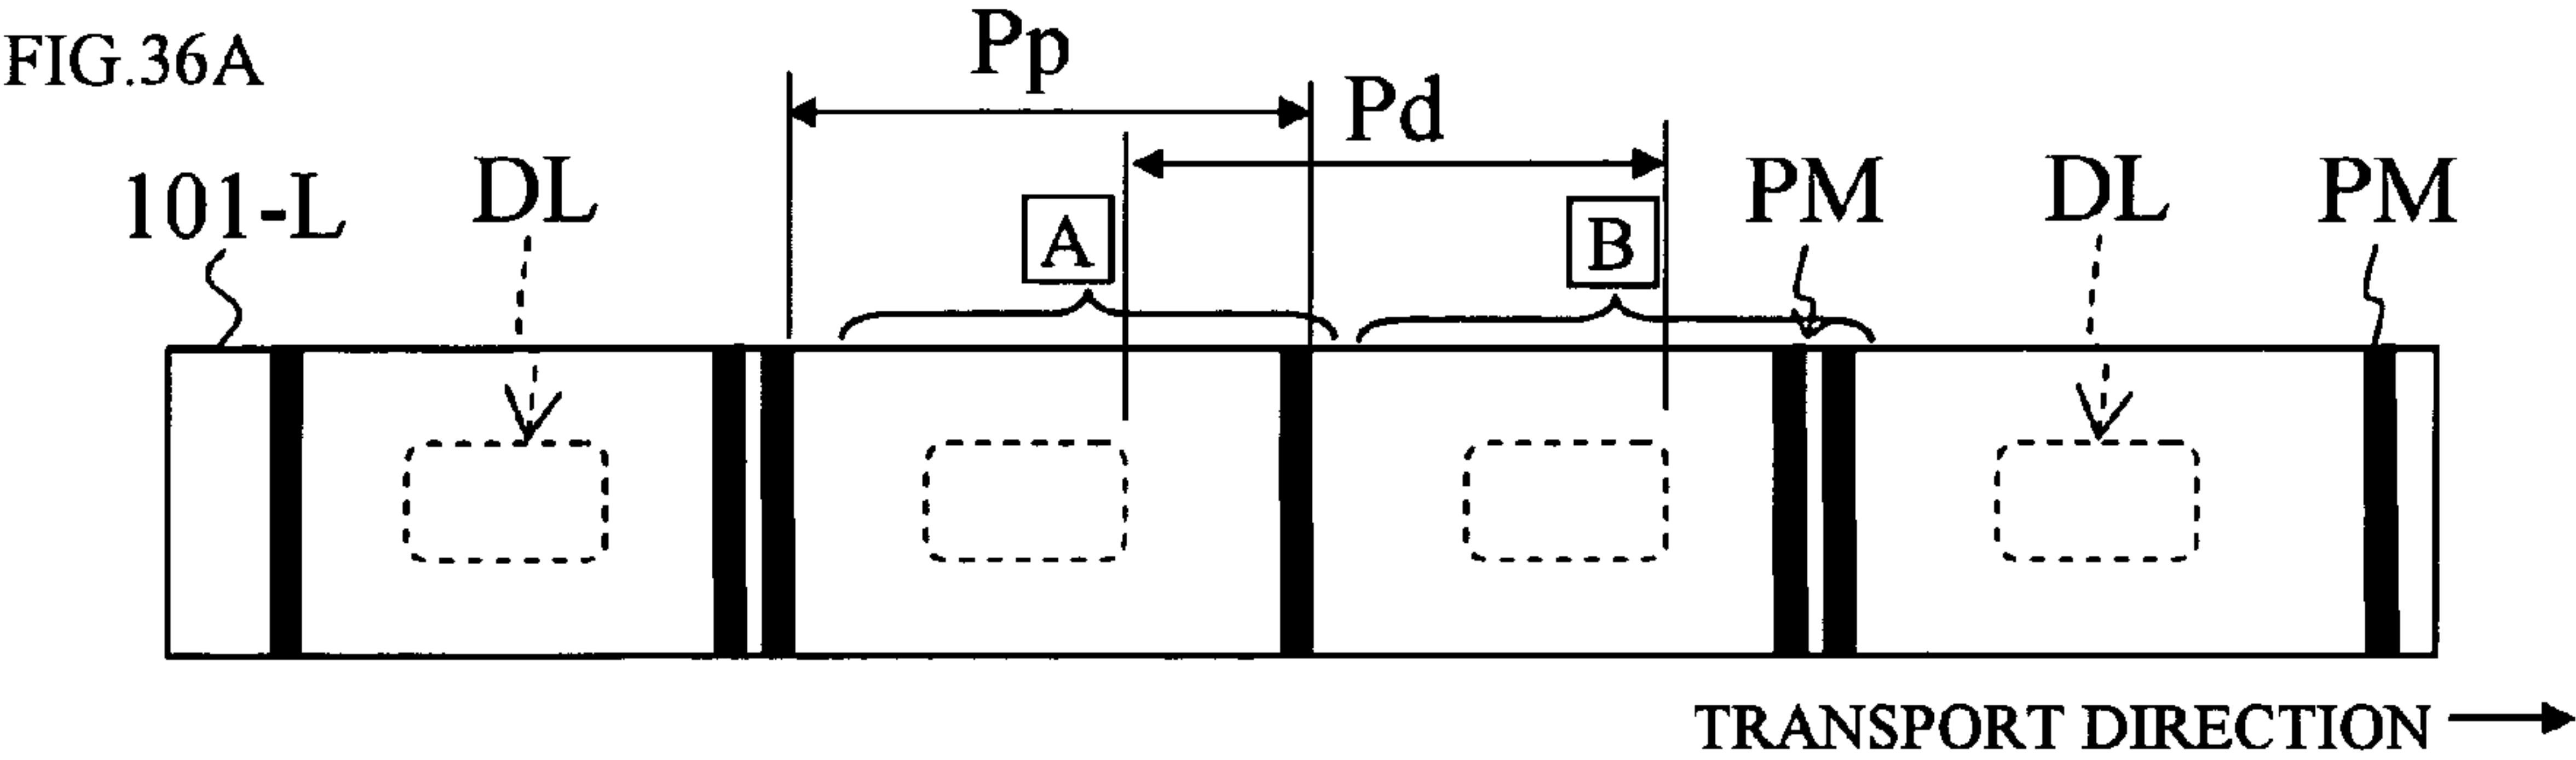 FIG.36A
Pp
Pd
101-L
DL
A
B
PM
DL
PM
TRANSPORT DIRECTION